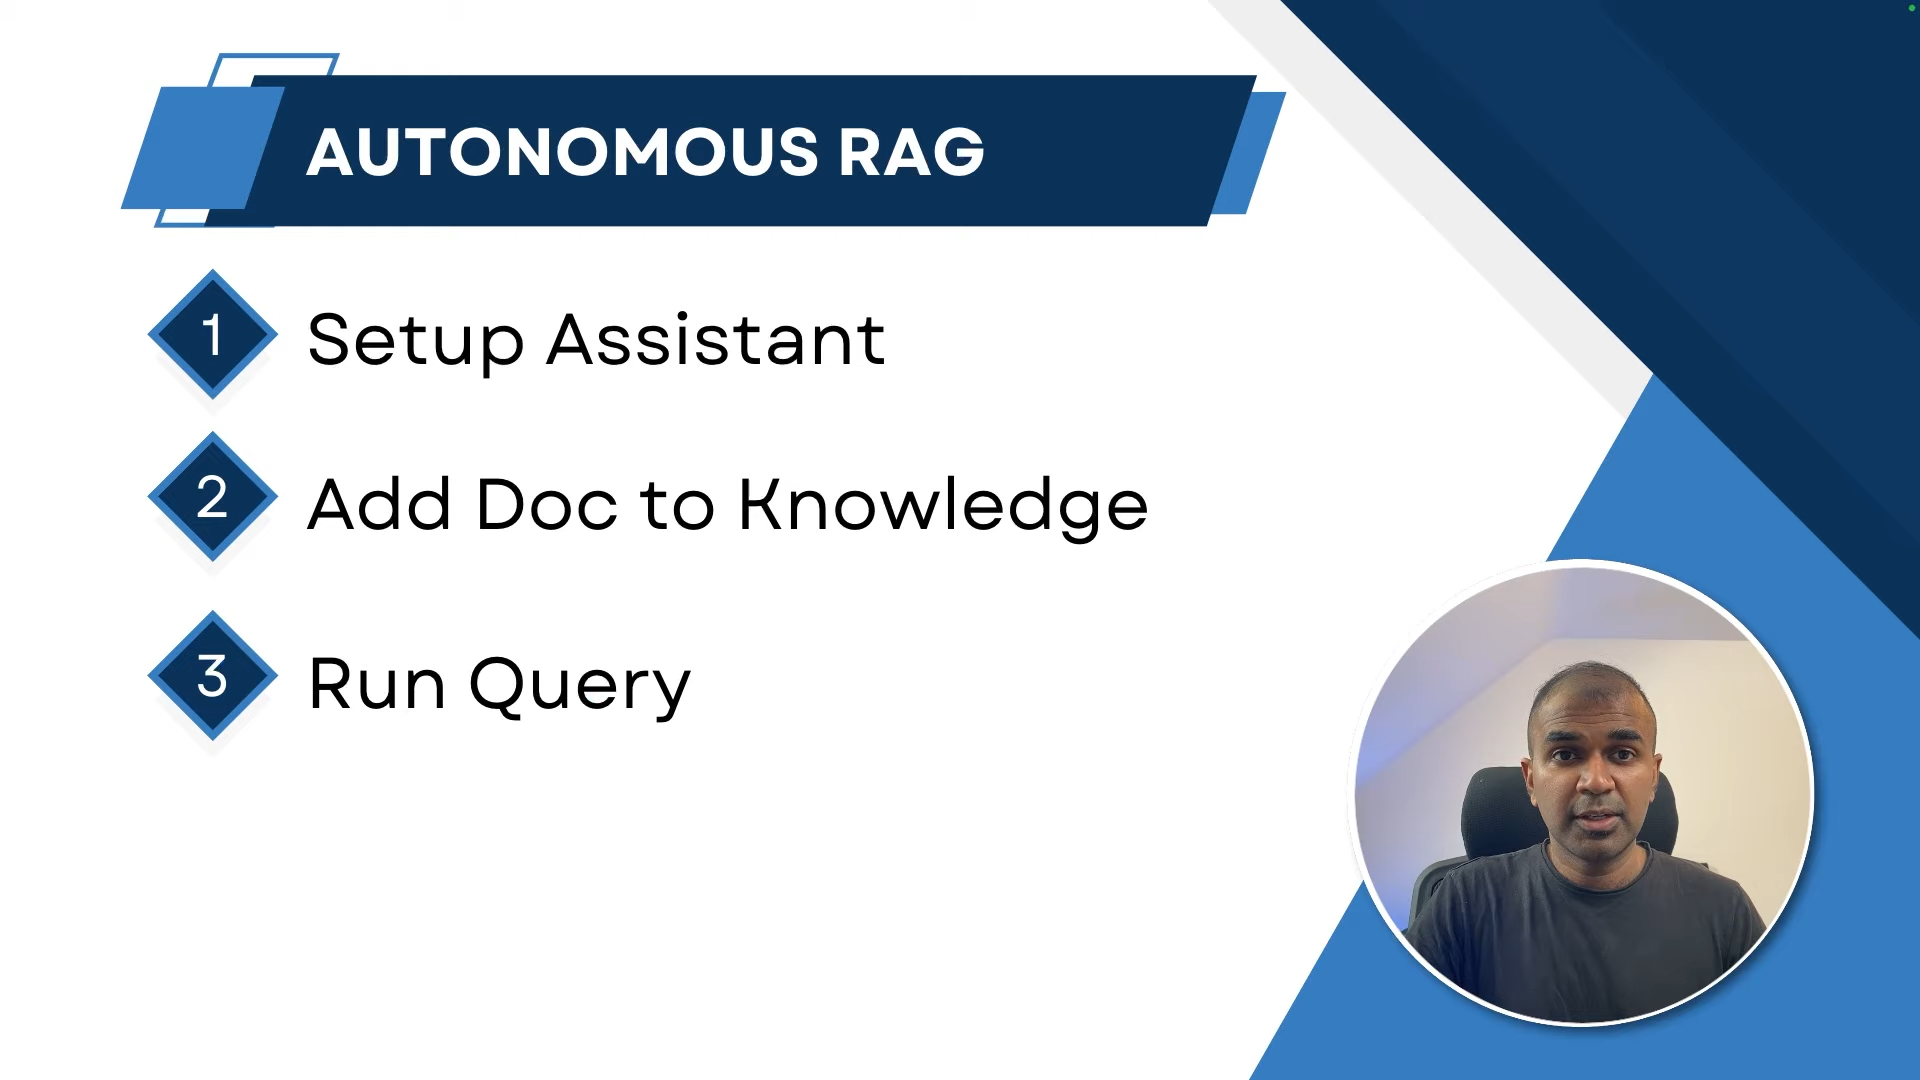 AUTONOMOUS RAG
1 Setup Assistant
2 Add Doc to Knowledge
3 Run Query